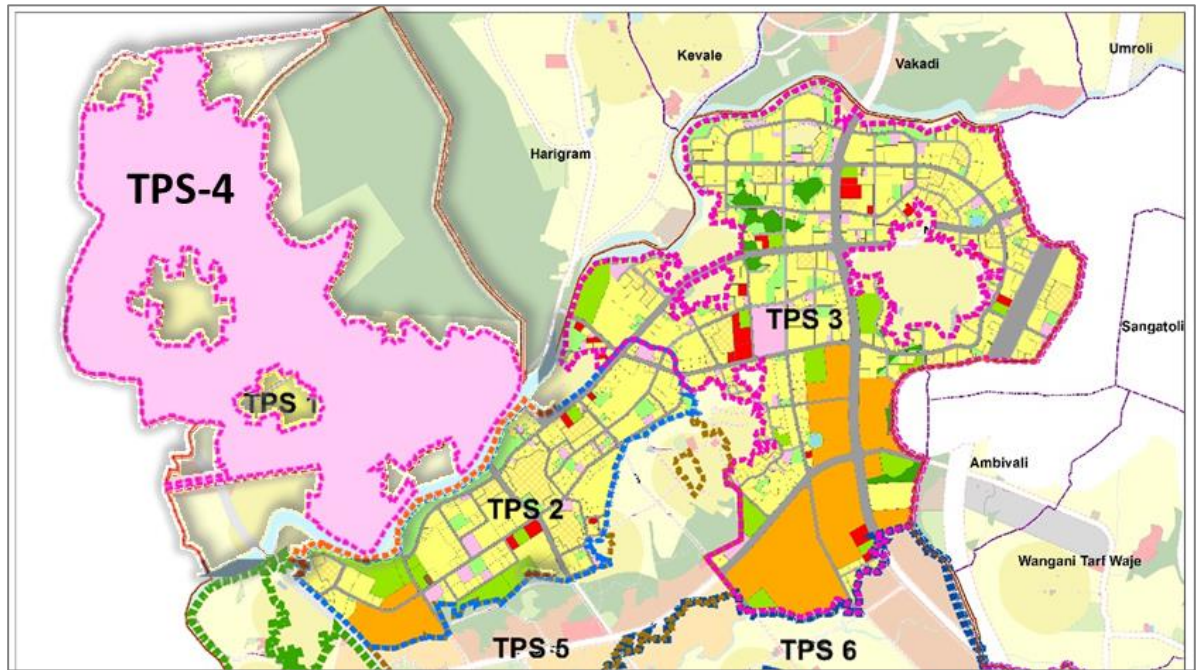 Umroli
Kevale
Vakadi
Harigram
TPS-4
TPS 3
Sangatoli
TPS 1
Ambivali
TPS 2
Wangani Tarf Waje
TPS 5
TPS 6